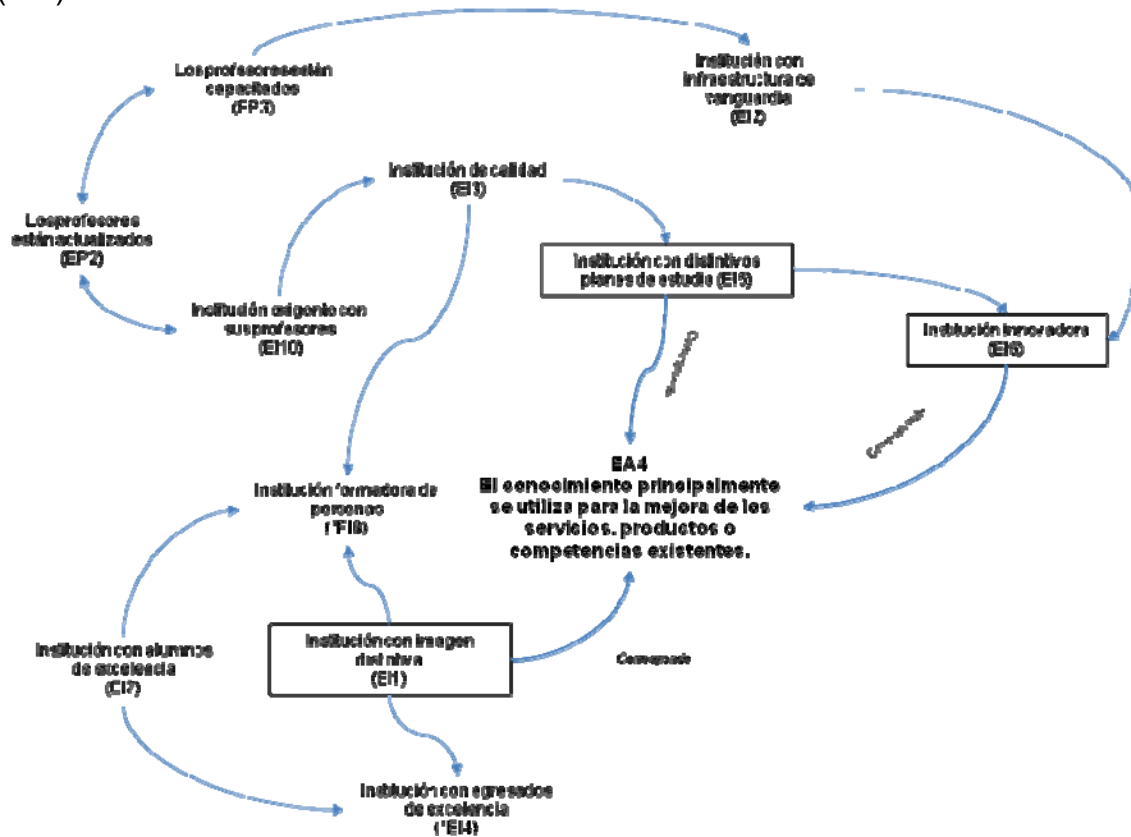 Los profesores están
capacitados
(EP3)
Institución con
infraestructura de
vanguardia
(EI2)
Institución de calidad
(EI3)
Los profesores
están actualizados
(EP2)
Institución con distintivos
planes de estudio (EI5)
Institución exigente con
sus profesores
(EI10)
Institución innovadora
(EI6)
EA4
El conocimiento principalmente
se utiliza para la mejora de los
servicios, productos o
competencias existentes.
Institución formadora de
personas
Institución con alumnos
de excelencia
Institución con imagen
distintiva
(EI1)
Corresponde
Institución con egresados
de excelencia